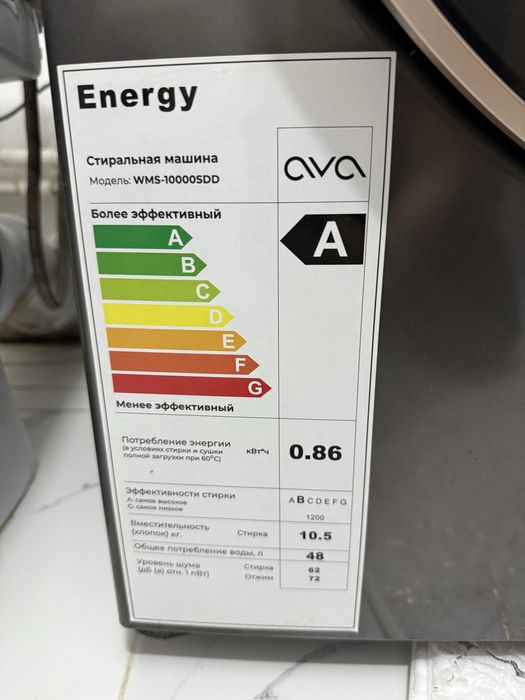 Energy
Стиральная машина
Модель: WMS-10000SDD
ava
Более эффективный
A
A
B
C
D
E
F
G
Менее эффективный
Потребление энергии
(в условиях стирки и сушки
полной загрузки при 60°C)
кВт*ч
0.86
Эффективности стирки
А: самое высокое
G: самое низкое
A B C D E F G
1200
Вместительность
(хлопок) кг.
Стирка
10.5
Общее потребление воды, л
48
Уровень шума
(дБ (а) отн. 1 пВт)
Стирка
62
Отжим
72